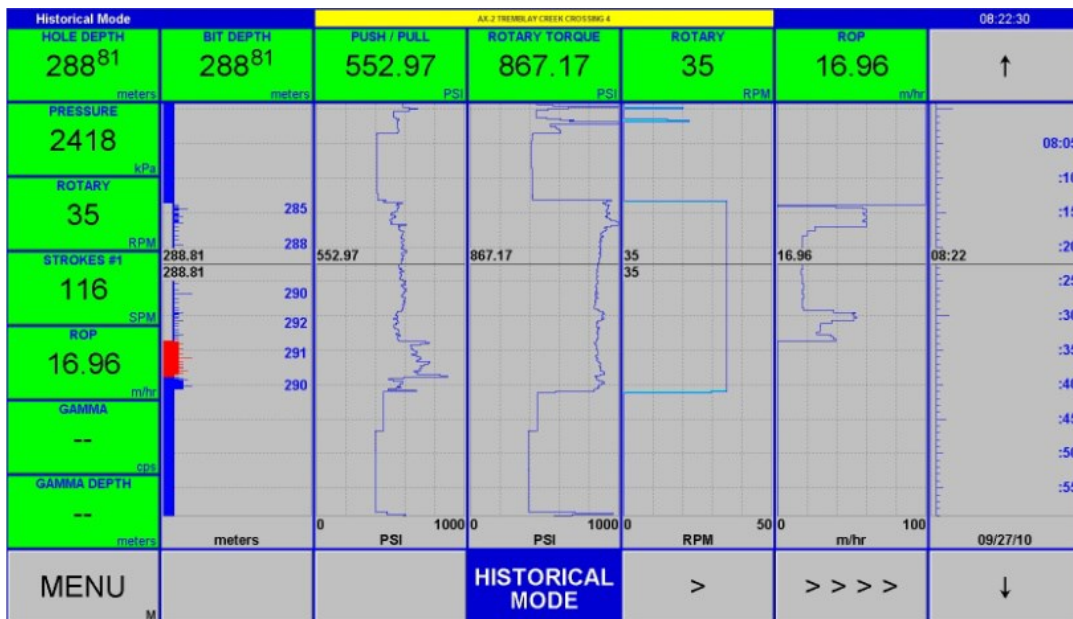 Historical Mode
AX-2 TREMBLAY CREEK CROSSING 4
08:22:30
HOLE DEPTH
288 81
meters
BIT DEPTH
288 81
meters
PUSH / PULL
552.97
PSI
ROTARY TORQUE
867.17
PSI
ROTARY
35
RPM
ROP
16.96
m/hr
↑
PRESSURE
2418
kPa
ROTARY
35
RPM
STROKES #1
116
SPM
ROP
16.96
m/hr
GAMMA
--
cps
GAMMA DEPTH
--
meters
285
288
288.81
288.81
290
292
291
290
meters
552.97
0 1000
PSI
867.17
0 1000
PSI
35
35
0 50
RPM
16.96
0 100
m/hr
08:05
:10
:15
:20
08:22
:25
:30
:35
:40
:45
:50
:55
09/27/10
MENU
M
HISTORICAL
MODE
>
> > > >
↓